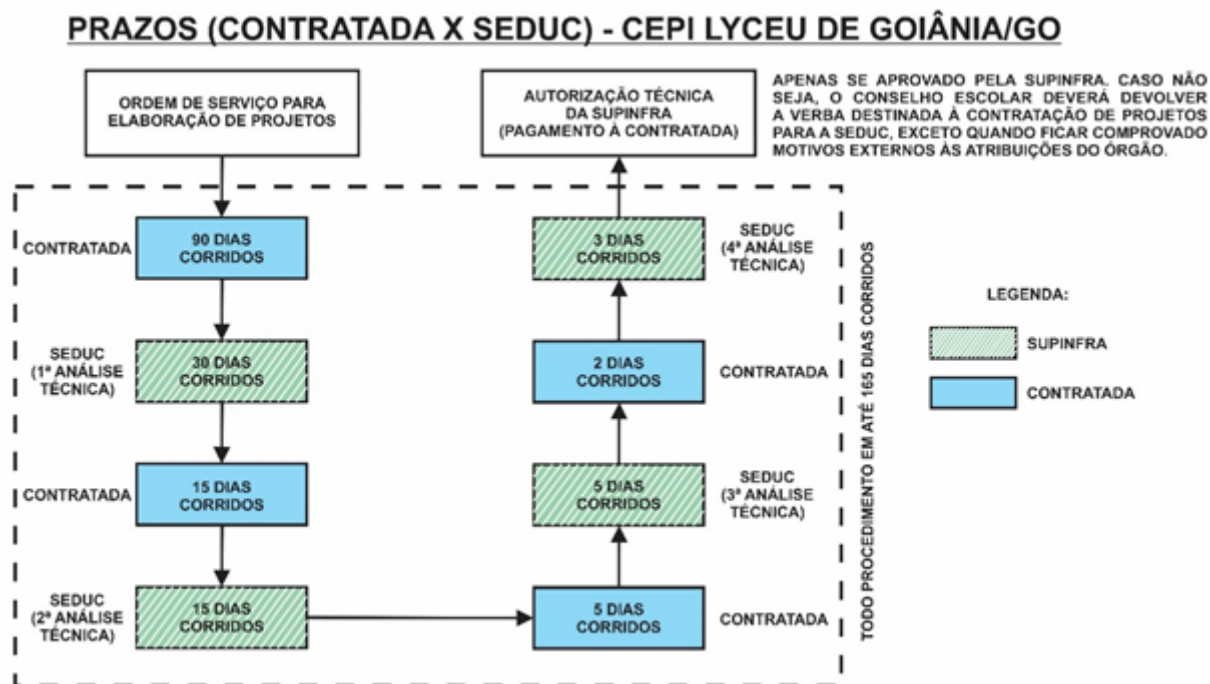 PRAZOS (CONTRATADA X SEDUC) - CEPI LYCEU DE GOIÂNIA/GO
ORDEM DE SERVIÇO PARA
ELABORAÇÃO DE PROJETOS
CONTRATADA
90 DIAS
CORRIDOS
SEDUC
(1ª ANÁLISE
TÉCNICA)
30 DIAS
CORRIDOS
CONTRATADA
15 DIAS
CORRIDOS
SEDUC
(2ª ANÁLISE
TÉCNICA)
15 DIAS
CORRIDOS
5 DIAS
CORRIDOS
CONTRATADA
5 DIAS
CORRIDOS
SEDUC
(3ª ANÁLISE
TÉCNICA)
2 DIAS
CORRIDOS
CONTRATADA
3 DIAS
CORRIDOS
SEDUC
(4ª ANÁLISE
TÉCNICA)
AUTORIZAÇÃO TÉCNICA
DA SUPINFRA
(PAGAMENTO À CONTRATADA)
APENAS SE APROVADO PELA SUPINFRA. CASO NÃO
SEJA, O CONSELHO ESCOLAR DEVERÁ DEVOLVER
A VERBA DESTINADA À CONTRATAÇÃO DE PROJETOS
PARA A SEDUC, EXCETO QUANDO FICAR COMPROVADO
MOTIVOS EXTERNOS ÀS ATRIBUIÇÕES DO ÓRGÃO.
TODO PROCEDIMENTO EM ATÉ 165 DIAS CORRIDOS
LEGENDA:
SUPINFRA
CONTRATADA